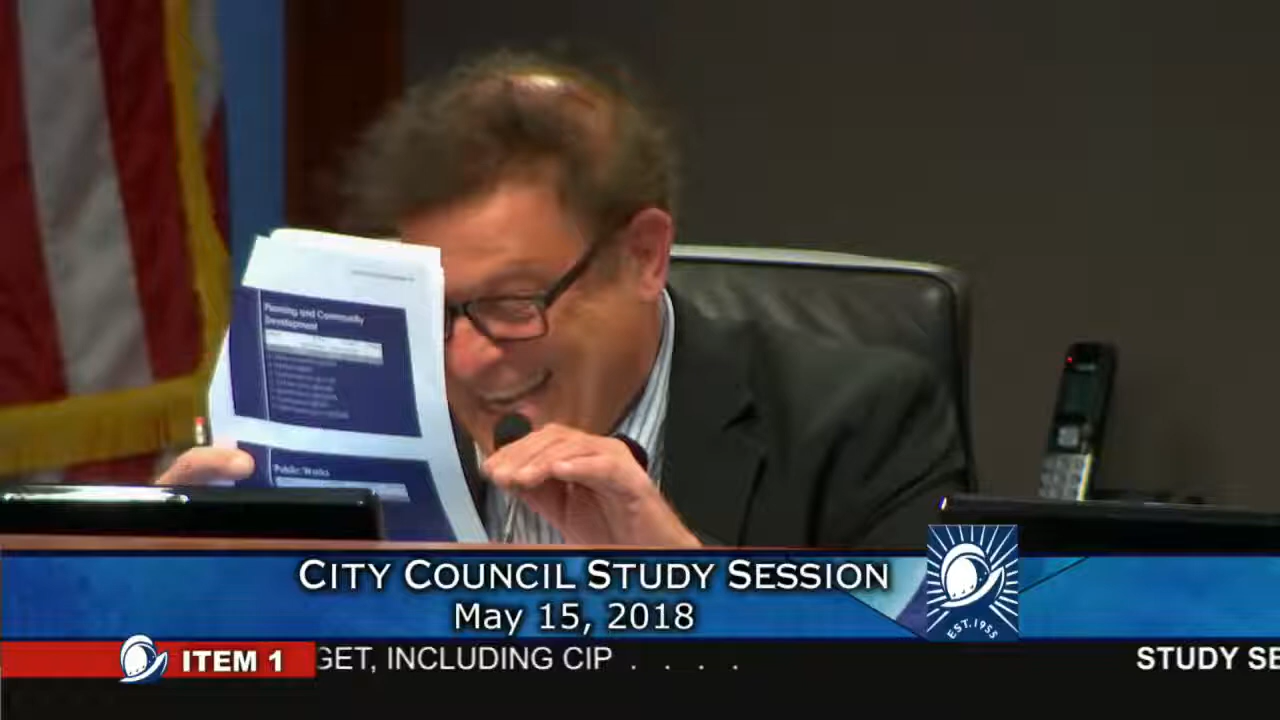 Planning and Community
Development
Public Works
CITY COUNCIL STUDY SESSION
May 15, 2018
EST. 1955
ITEM 1
GET, INCLUDING CIP . . . .
STUDY SE